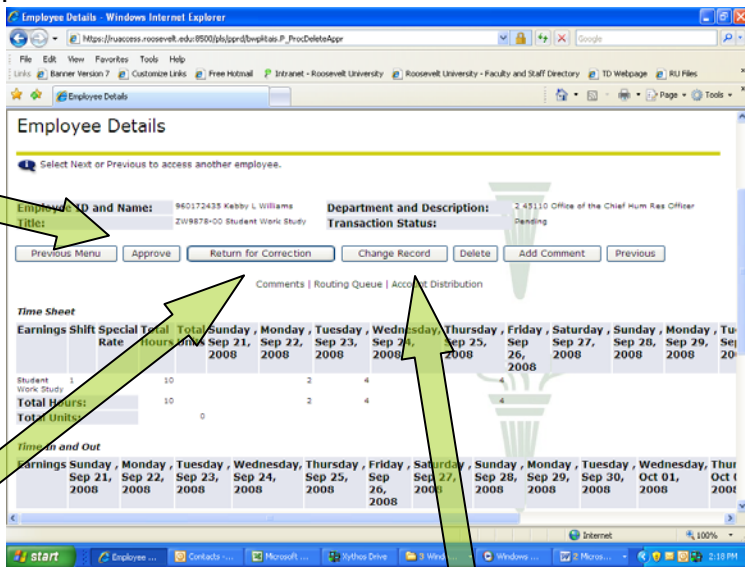 Employee Details - Windows Internet Explorer
https://ruaccess.roosevelt.edu:8500/pls/pprd/bwpktais.P_ProcDeleteAppr
Google
File Edit View Favorites Tools Help
Links Banner Version 7 Customize Links Free Hotmail Intranet - Roosevelt University Roosevelt University - Faculty and Staff Directory TD Webpage RU Files
Employee Details
Page Tools
Employee Details
Select Next or Previous to access another employee.
Employee ID and Name: 960172435 Kebby L Williams Department and Description: 2 45110 Office of the Chief Hum Res Officer
Title: ZW9878-00 Student Work Study Transaction Status: Pending
Previous Menu Approve Return for Correction Change Record Delete Add Comment Previous
Comments | Routing Queue | Account Distribution
Time Sheet
Earnings Shift Special Total Total Sunday , Monday , Tuesday , Wednesday, Thursday , Friday , Saturday , Sunday , Monday , Tu
Rate Hours Units Sep 21, Sep 22, Sep 23, Sep 24, Sep 25, Sep Sep 27, Sep 28, Sep 29, Sep
2008 2008 2008 2008 2008 26, 2008 2008 2008 20
2008
Student 1 10 2 4 4
Work Study
Total Hours: 10 2 4 4
Total Units: 0
Time In and Out
Earnings Sunday , Monday , Tuesday , Wednesday, Thursday , Friday , Saturday , Sunday , Monday , Tuesday , Wednesday, Thur
Sep 21, Sep 22, Sep 23, Sep 24, Sep 25, Sep Sep 27, Sep 28, Sep 29, Sep 30, Oct 01, Oct
2008 2008 2008 2008 2008 26, 2008 2008 2008 2008 2008 2008
2008
Internet 100%
start Employee ... Contacts -... Microsoft ... Xythos Drive 3 Wind... Windows ... 2 Micros... 2:18 PM